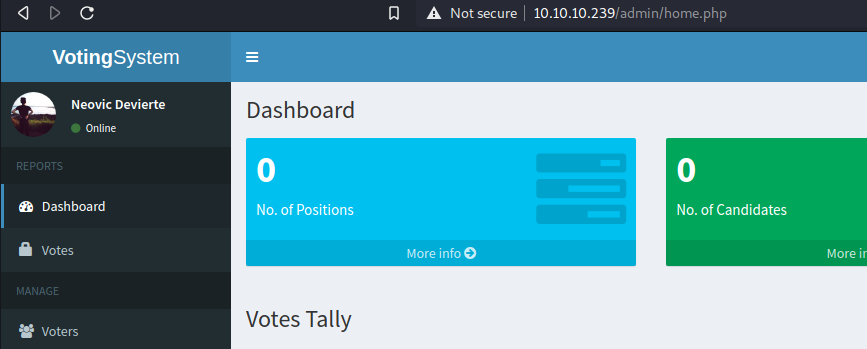 Not secure 10.10.10.239/admin/home.php
VotingSystem
Neovic Devierte
Online
REPORTS
Dashboard
Votes
MANAGE
Voters
Dashboard
0
No. of Positions
More info
0
No. of Candidates
More in
Votes Tally